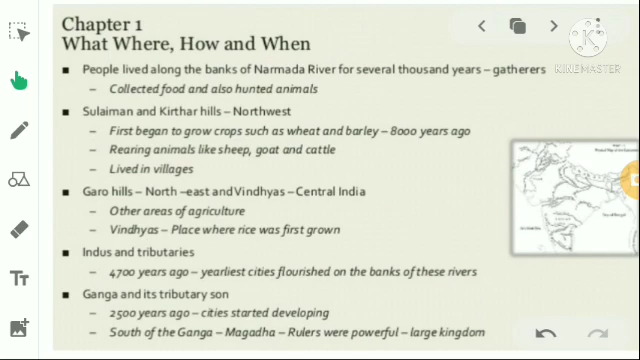 Chapter 1
What Where, How and When
People lived along the banks of Narmada River for several thousand years – gatherers
– Collected food and also hunted animals
Sulaiman and Kirthar hills – Northwest
– First began to grow crops such as wheat and barley – 8000 years ago
– Rearing animals like sheep, goat and cattle
– Lived in villages
Garo hills – North –east and Vindhyas – Central India
– Other areas of agriculture
– Vindhyas – Place where rice was first grown
Indus and tributaries
– 4700 years ago – yearliest cities flourished on the banks of these rivers
Ganga and its tributary son
– 2500 years ago – cities started developing
– South of the Ganga – Magadha – Rulers were powerful – large kingdom
KINEMASTER
Tт